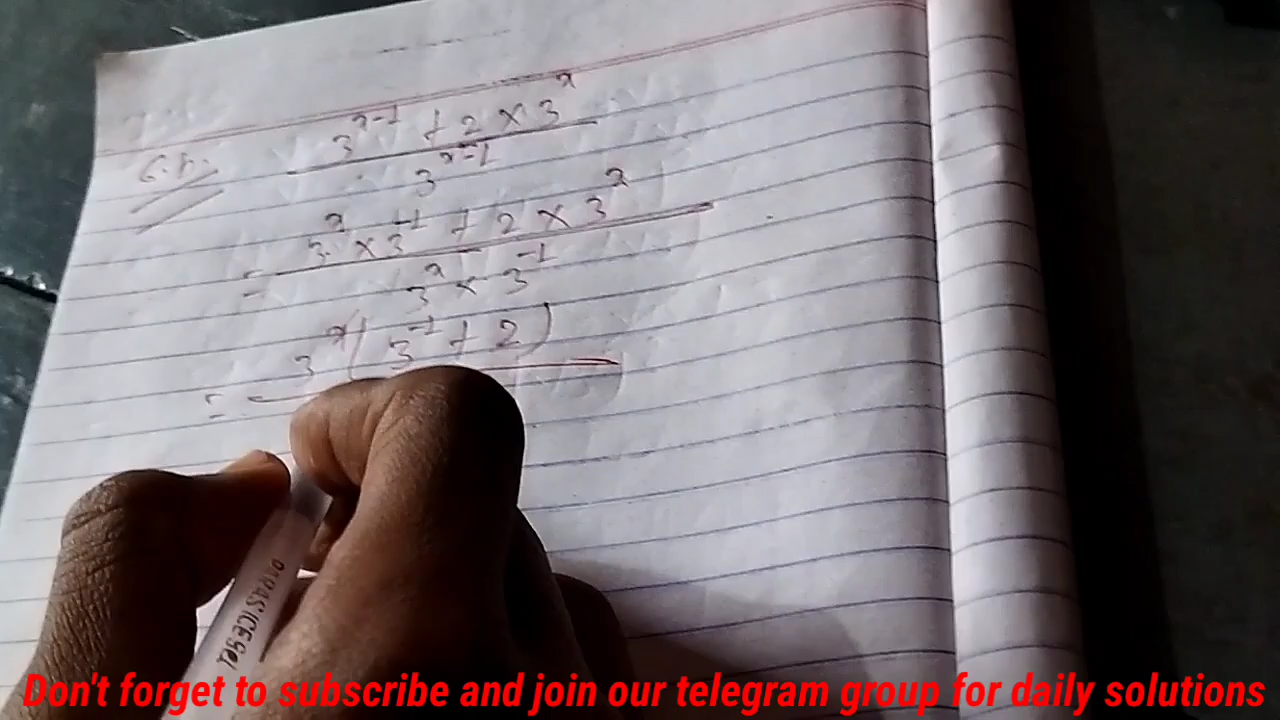 3^(x-1) + 2 × 3^x
3^(x-1)
= 3^x × 3^-1 + 2 × 3^x
3^x × 3^-1
= 3^x (3^-1 + 2)
Don't forget to subscribe and join our telegram group for daily solutions